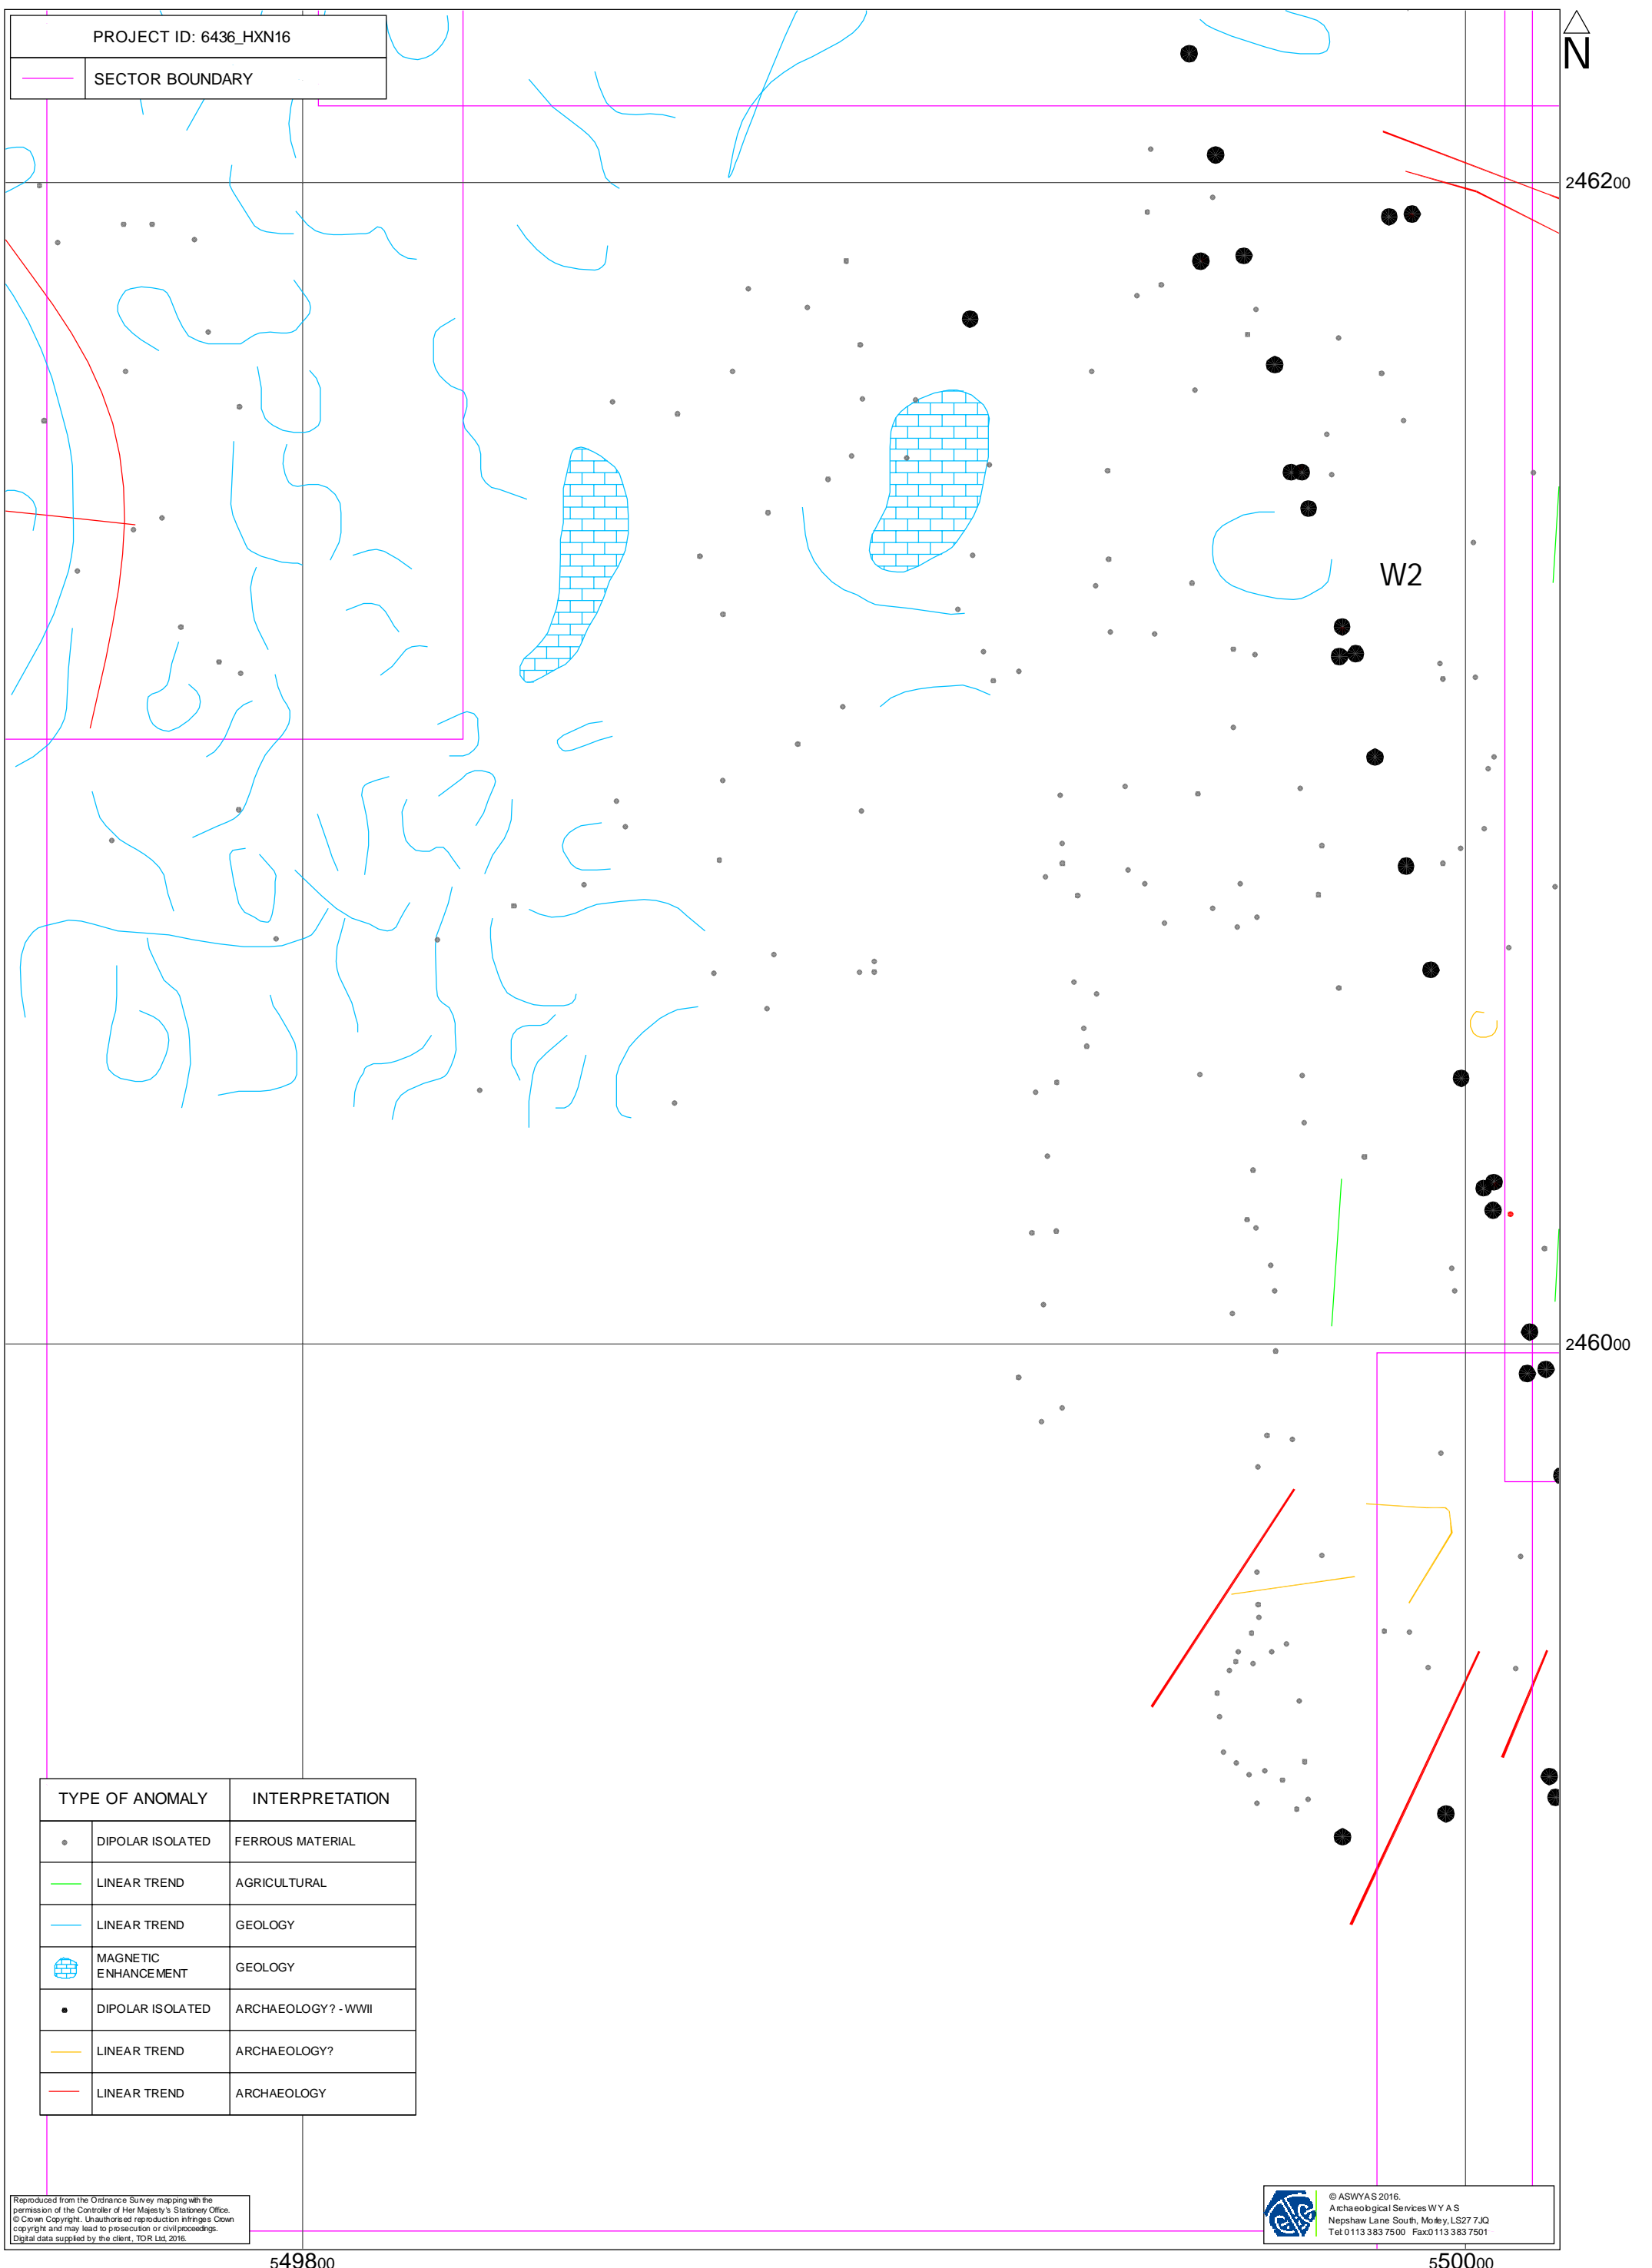 PROJECT ID: 6436_HXN16
SECTOR BOUNDARY
N
246200
W2
246000
TYPE OF ANOMALY INTERPRETATION
DIPOLAR ISOLATED FERROUS MATERIAL
LINEAR TREND AGRICULTURAL
LINEAR TREND GEOLOGY
MAGNETIC
ENHANCEMENT GEOLOGY
DIPOLAR ISOLATED ARCHAEOLOGY? - WWII
LINEAR TREND ARCHAEOLOGY?
LINEAR TREND ARCHAEOLOGY
Reproduced from the Ordnance Survey mapping with the
permission of the Controller of Her Majesty's Stationery Office.
© Crown Copyright. Unauthorised reproduction infringes Crown
copyright and may lead to prosecution or civil proceedings.
Digital data supplied by the client, TOR Ltd, 2016.
© ASWYAS 2016.
Archaeological Services W Y A S
Nepshaw Lane South, Morley, LS27 7JQ
Tel: 0113 383 7500 Fax: 0113 383 7501
549800
550000